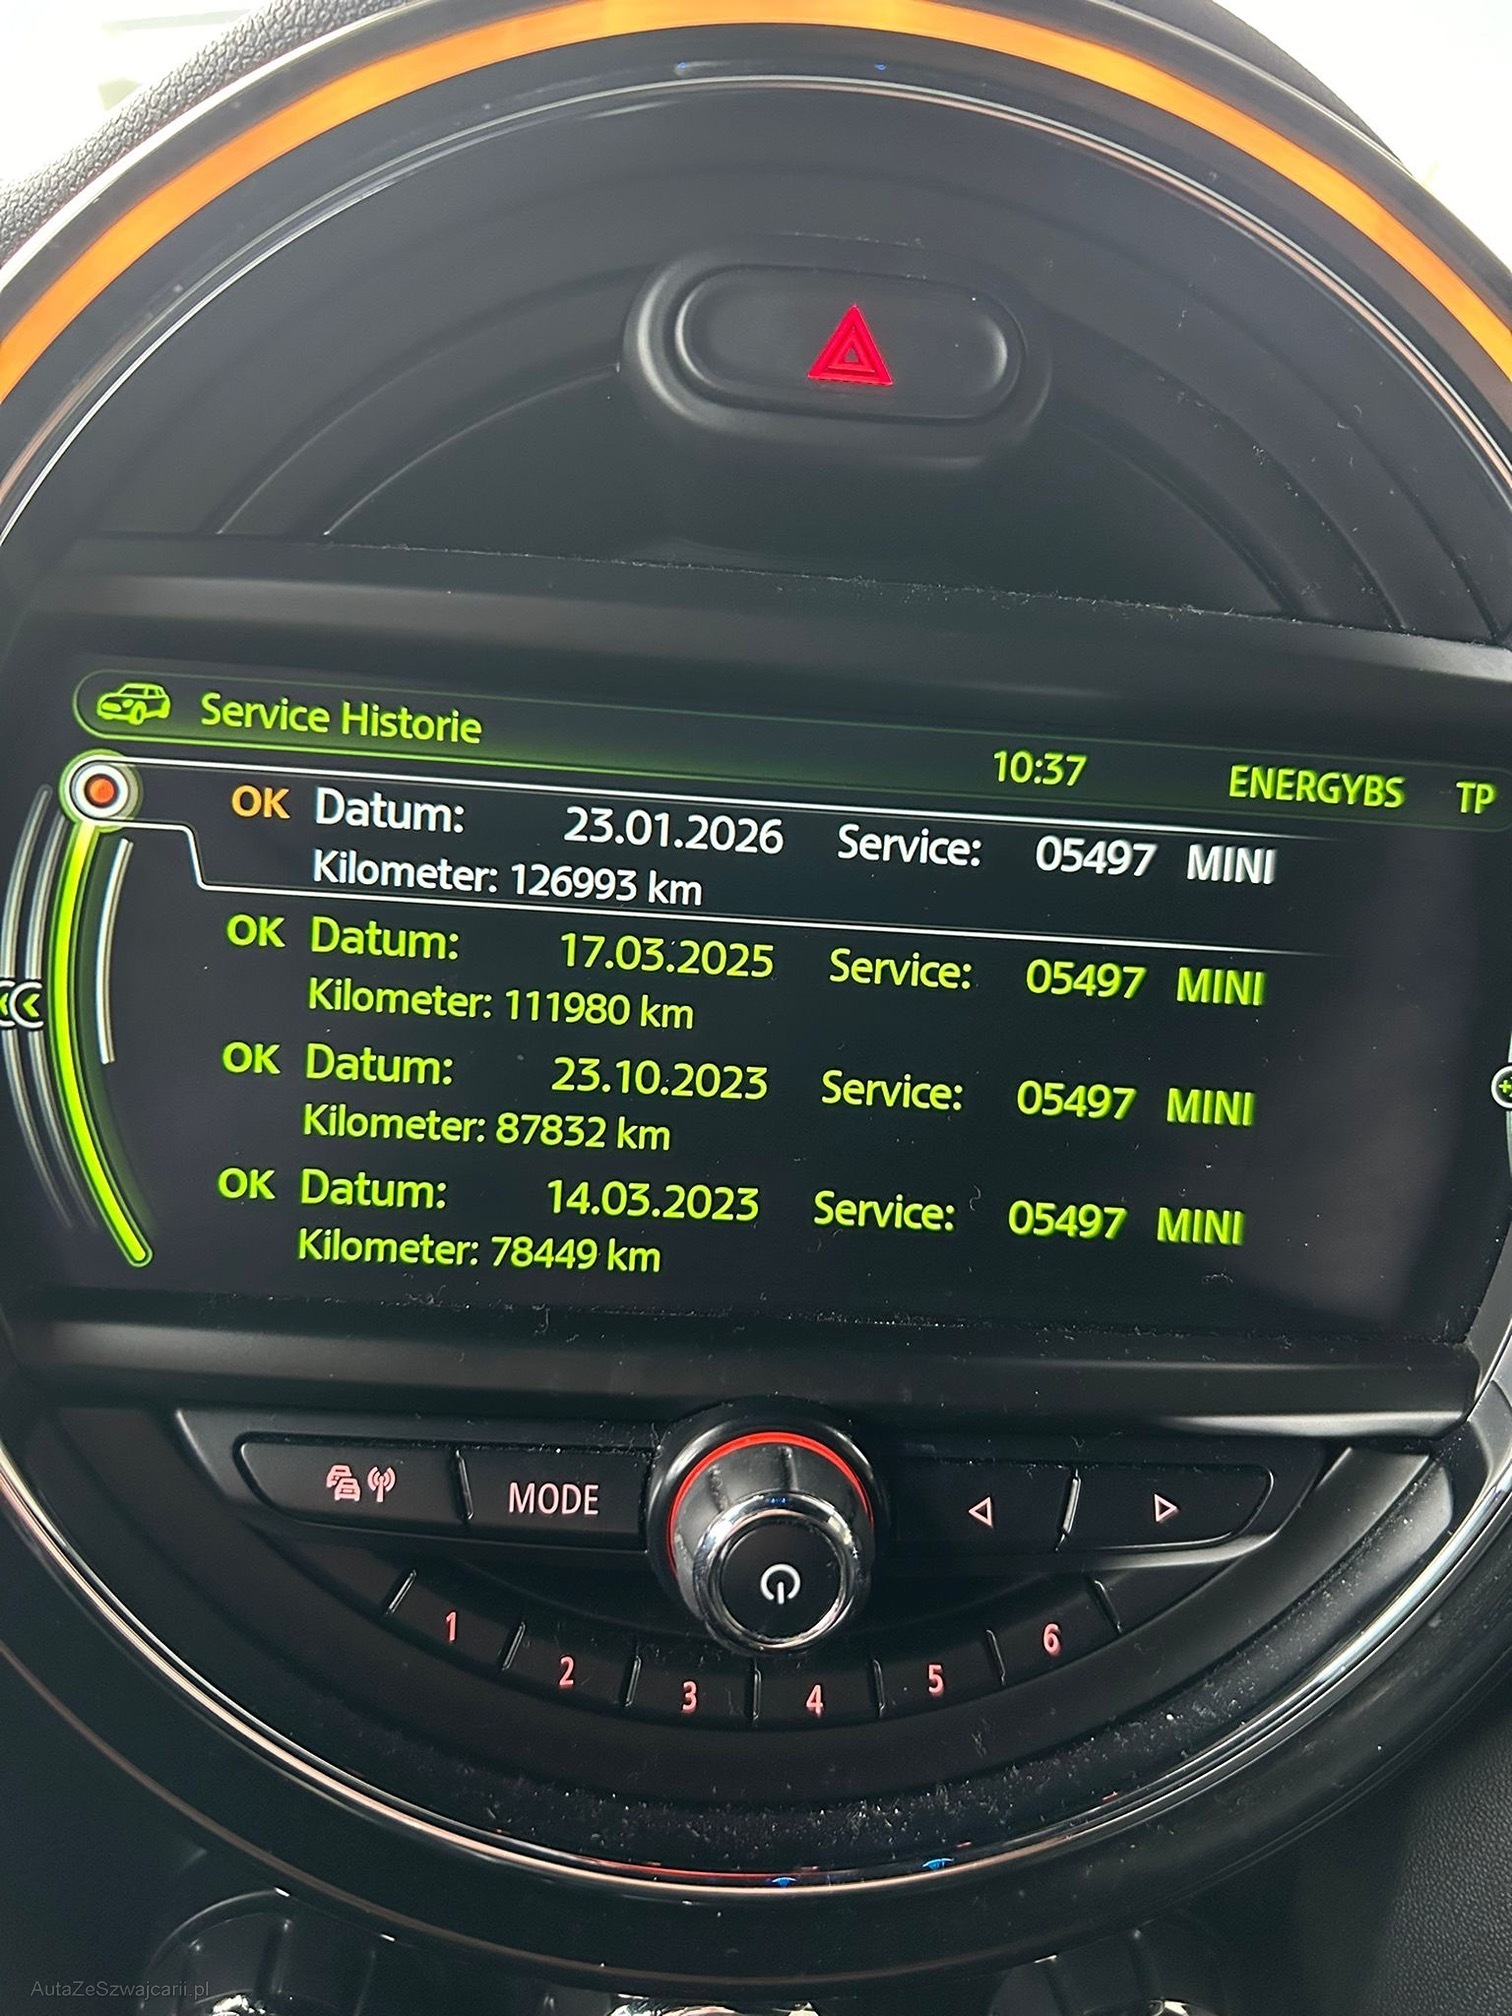 Service Historie
10:37 ENERGYBS TP
OK Datum: 23.01.2026 Service: 05497 MINI
Kilometer: 126993 km
OK Datum: 17.03.2025 Service: 05497 MINI
Kilometer: 111980 km
OK Datum: 23.10.2023 Service: 05497 MINI
Kilometer: 87832 km
OK Datum: 14.03.2023 Service: 05497 MINI
Kilometer: 78449 km
MODE
1 2 3 4 5 6
AutaZeSzwajcarii.pl